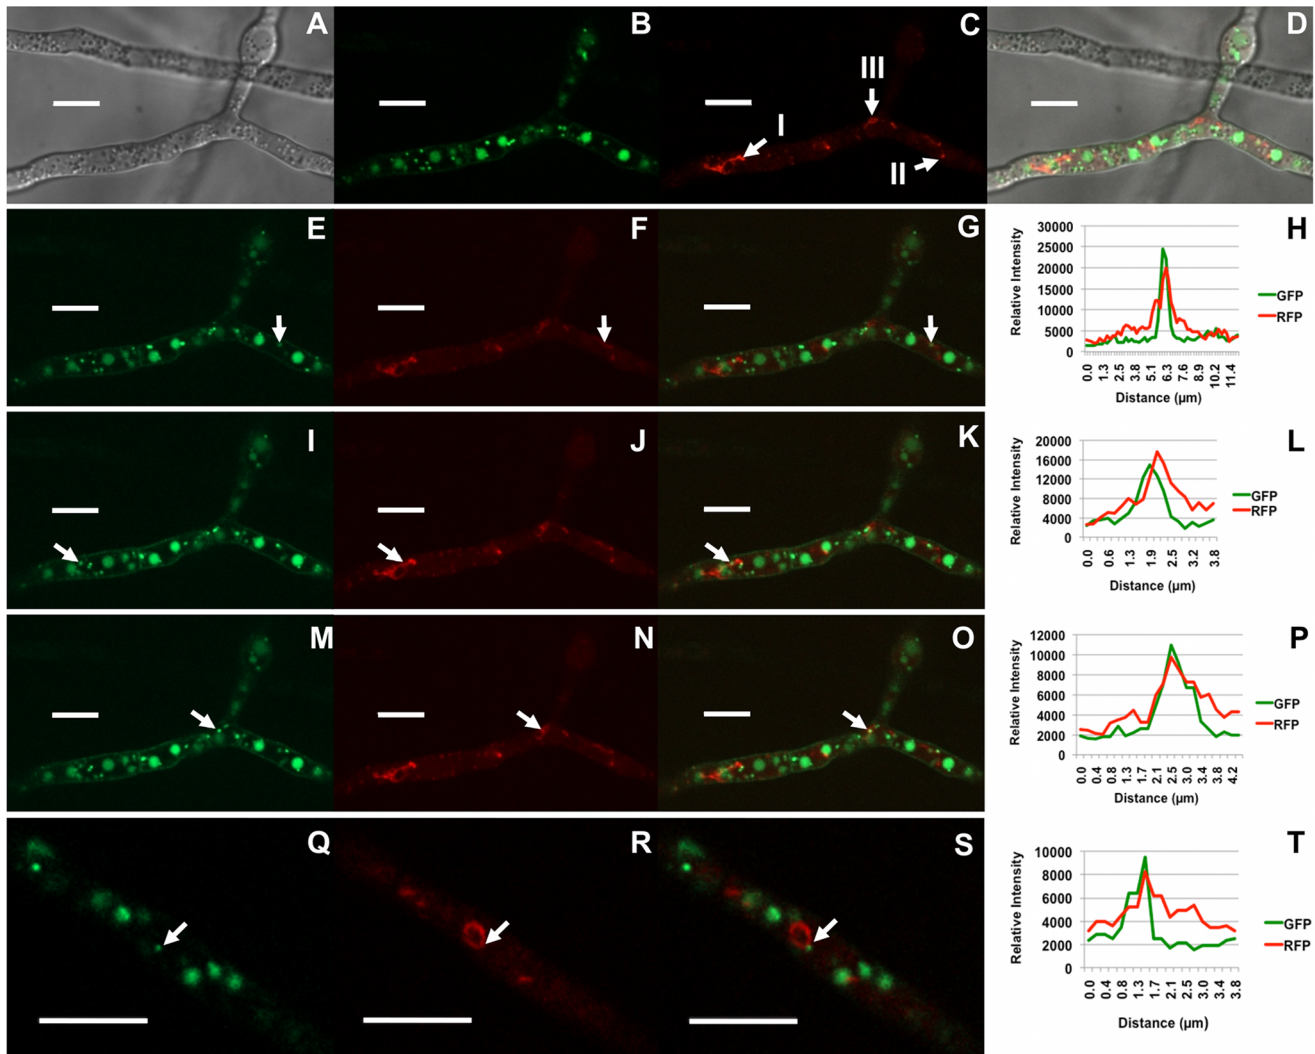 A
B
C
D
I
II
III
E
F
G
H
Relative Intensity
30000
25000
20000
15000
10000
5000
0
0.0 1.3 2.5 3.8 5.1 6.3 7.6 8.9 10.2 11.4
Distance (µm)
GFP
RFP
I
J
K
L
Relative Intensity
20000
16000
12000
8000
4000
0
0.0 0.6 1.3 1.9 2.5 3.2 3.8
Distance (µm)
GFP
RFP
M
N
O
P
Relative Intensity
12000
10000
8000
6000
4000
2000
0
0.0 0.4 0.8 1.3 1.7 2.1 2.5 3.0 3.4 3.8 4.2
Distance (µm)
GFP
RFP
Q
R
S
T
Relative Intensity
10000
8000
6000
4000
2000
0
0.0 0.4 0.8 1.3 1.7 2.1 2.5 3.0 3.4 3.8
Distance (µm)
GFP
RFP